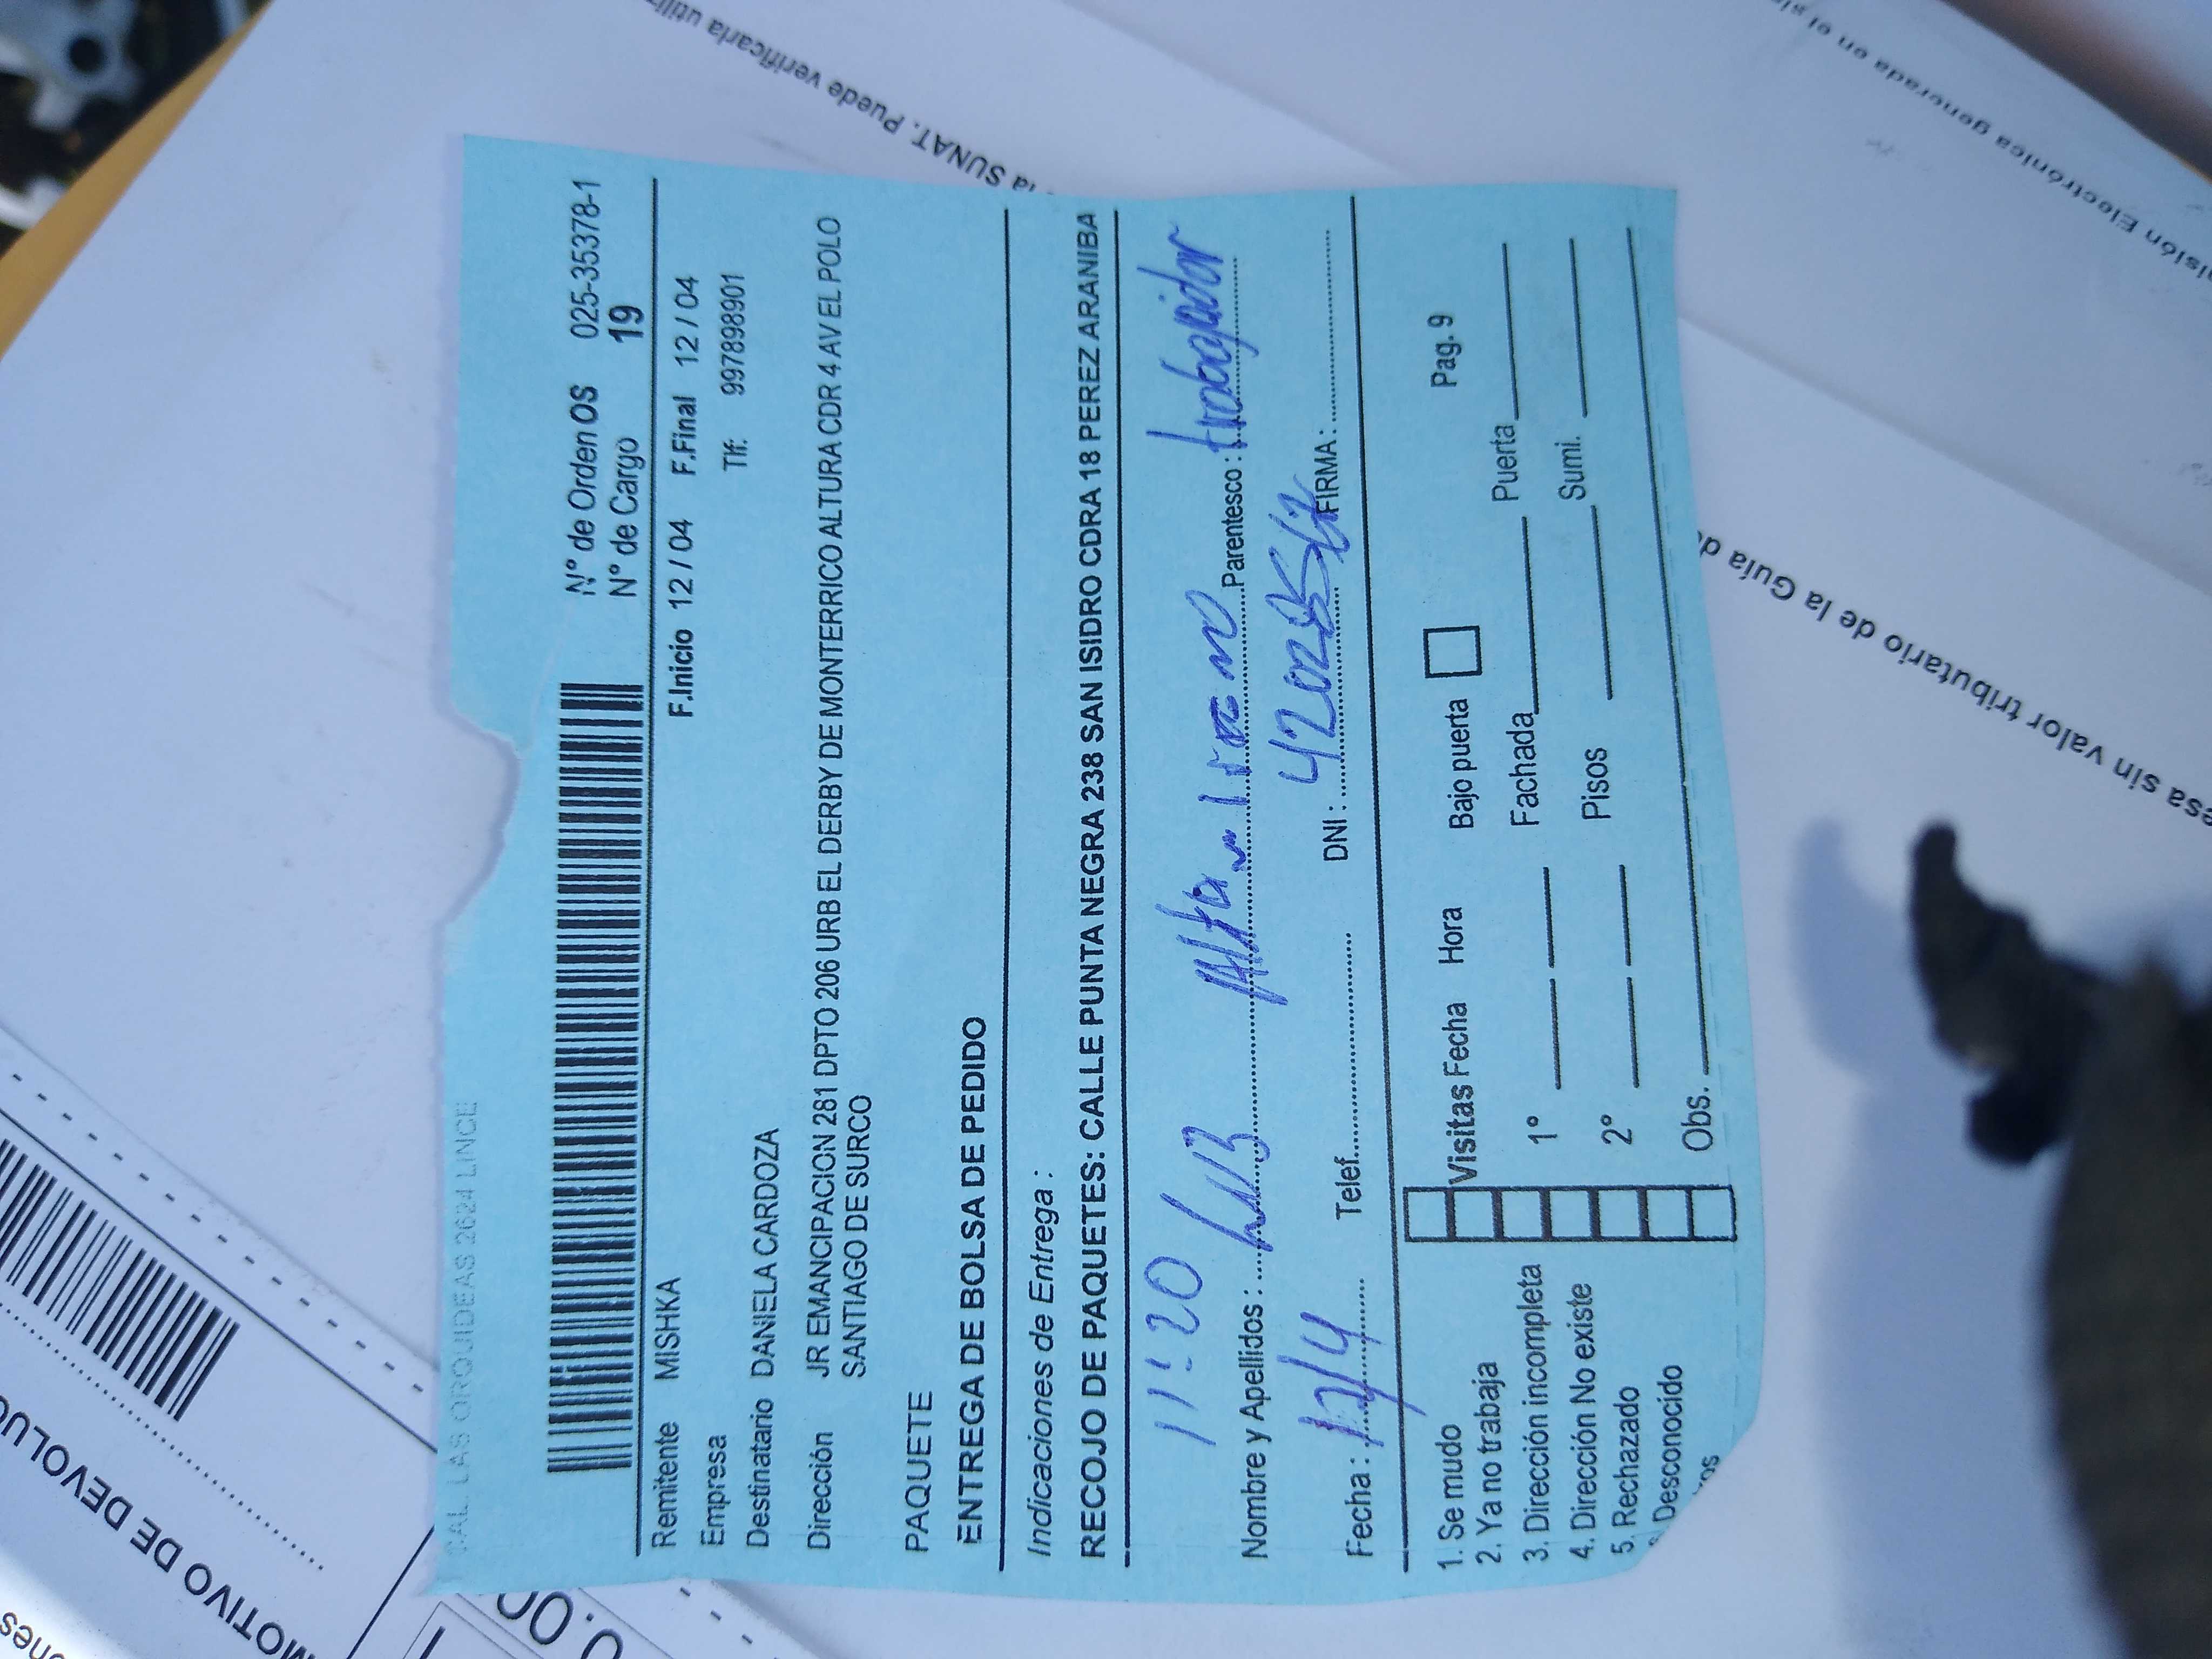 CAL. LAS ORQUIDEAS 2624 LINCE
N° de Orden OS 025-35378-1
N° de Cargo 19
F.Inicio 12 / 04 F.Final 12 / 04
Remitente MISHKA
Empresa Tlf: 997898901
Destinatario DANIELA CARDOZA
Dirección JR EMANCIPACION 281 DPTO 206 URB EL DERBY DE MONTERRICO ALTURA CDR 4 AV EL POLO
SANTIAGO DE SURCO
PAQUETE
ENTREGA DE BOLSA DE PEDIDO
Indicaciones de Entrega :
RECOJO DE PAQUETES: CALLE PUNTA NEGRA 238 SAN ISIDRO CDRA 18 PEREZ ARANIBA
11:20
Nombre y Apellidos : Luz Parentesco : trabajador
Fecha : 12/4 Telef. DNI : FIRMA :
1. Se mudo
2. Ya no trabaja
3. Dirección incompleta
4. Dirección No existe
5. Rechazado
Desconocido
Visitas Fecha Hora Bajo puerta Pag. 9
1° Fachada Puerta
2° Pisos Sumi.
Obs.
la SUNAT. Puede verificarla
Electrónica generada en el
sin valor tributario de la Guía
MOTIVO DE